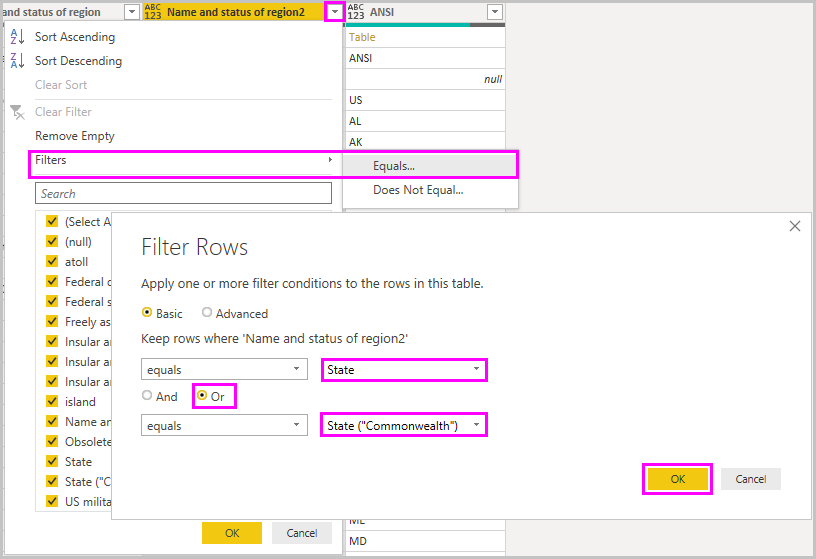 and status of region
ABC
123
Name and status of region2
ABC
123
ANSI
A
Z
Sort Ascending
Z
A
Sort Descending
Clear Sort
Clear Filter
Remove Empty
Filters
Equals...
Does Not Equal...
Search
Table
ANSI
null
US
AL
AK
(Select A
(null)
atoll
Federal d
Federal s
Freely as
Insular ar
Insular ar
Insular ar
island
Name an
Obsolete
State
State ("C
US milita
OK
Cancel
Filter Rows
Apply one or more filter conditions to the rows in this table.
Basic
Advanced
Keep rows where 'Name and status of region2'
equals
State
And
Or
equals
State ("Commonwealth")
OK
Cancel
ME
MD